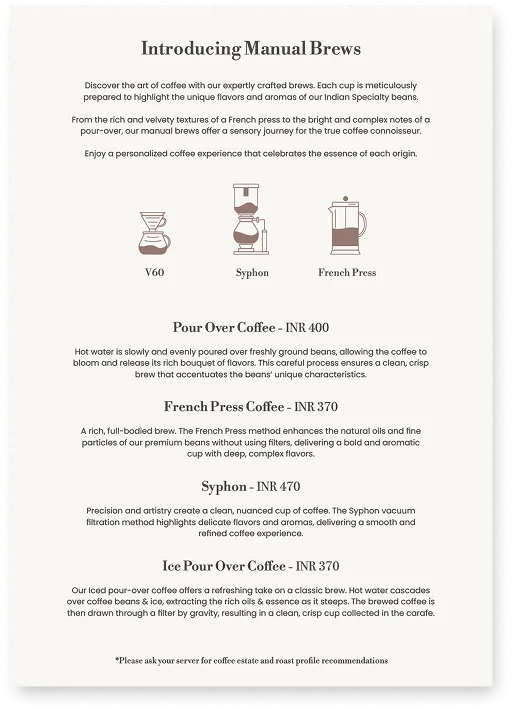 Introducing Manual Brews
Discover the art of coffee with our expertly crafted brews. Each cup is meticulously
prepared to highlight the unique flavors and aromas of our Indian Specialty beans.
From the rich and velvety textures of a French press to the bright and complex notes of a
pour-over, our manual brews offer a sensory journey for the true coffee connoisseur.
Enjoy a personalized coffee experience that celebrates the essence of each origin.
V60
Syphon
French Press
Pour Over Coffee - INR 400
Hot water is slowly and evenly poured over freshly ground beans, allowing the coffee to
bloom and release its rich bouquet of flavors. This careful process ensures a clean, crisp
brew that accentuates the beans' unique characteristics.
French Press Coffee - INR 370
A rich, full-bodied brew. The French Press method enhances the natural oils and fine
particles of our premium beans without using filters, delivering a bold and aromatic
cup with deep, complex flavors.
Syphon - INR 470
Precision and artistry create a clean, nuanced cup of coffee. The Syphon vacuum
filtration method highlights delicate flavors and aromas, delivering a smooth and
refined coffee experience.
Ice Pour Over Coffee - INR 370
Our Iced pour-over coffee offers a refreshing take on a classic brew. Hot water cascades
over coffee beans & ice, extracting the rich oils & essence as it steeps. The brewed coffee is
then drawn through a filter by gravity, resulting in a clean, crisp cup collected in the carafe.
*Please ask your server for coffee estate and roast profile recommendations